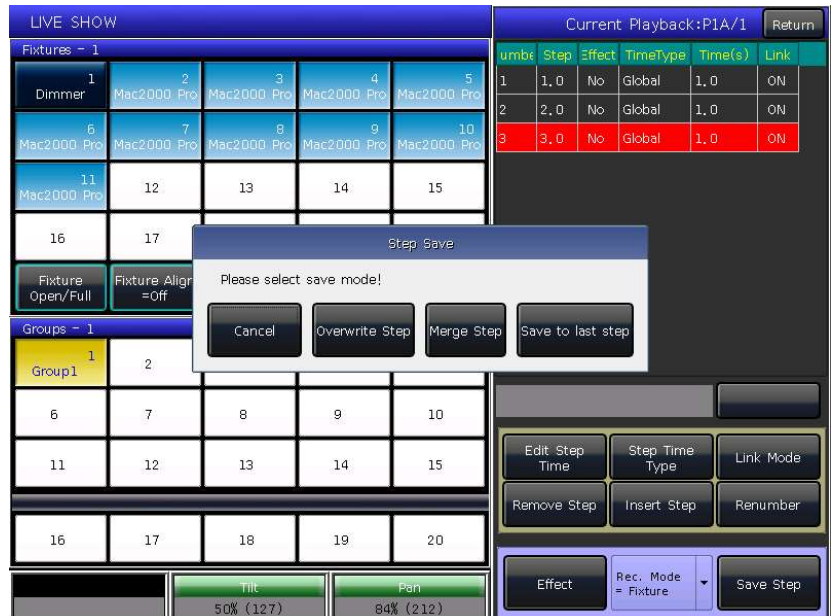 LIVE SHOW
Current Playback:P1A/1
Return
Fixtures - 1
1
Dimmer
2
Mac2000 Pro
3
Mac2000 Pro
4
Mac2000 Pro
5
Mac2000 Pro
6
Mac2000 Pro
7
Mac2000 Pro
8
Mac2000 Pro
9
Mac2000 Pro
10
Mac2000 Pro
11
Mac2000 Pro
12
13
14
15
16
17
Fixture
Open/Full
Fixture Align
=Off
umbe Step Effect TimeType Time(s) Link
1 1.0 No Global 1.0 ON
2 2.0 No Global 1.0 ON
3 3.0 No Global 1.0 ON
Step Save
Please select save mode!
Cancel
Overwrite Step
Merge Step
Save to last step
Groups - 1
1
Group1
2
6
7
8
9
10
11
12
13
14
15
16
17
18
19
20
Tilt
50% (127)
Pan
84% (212)
Edit Step
Time
Step Time
Type
Link Mode
Remove Step
Insert Step
Renumber
Effect
Rec. Mode
= Fixture
Save Step